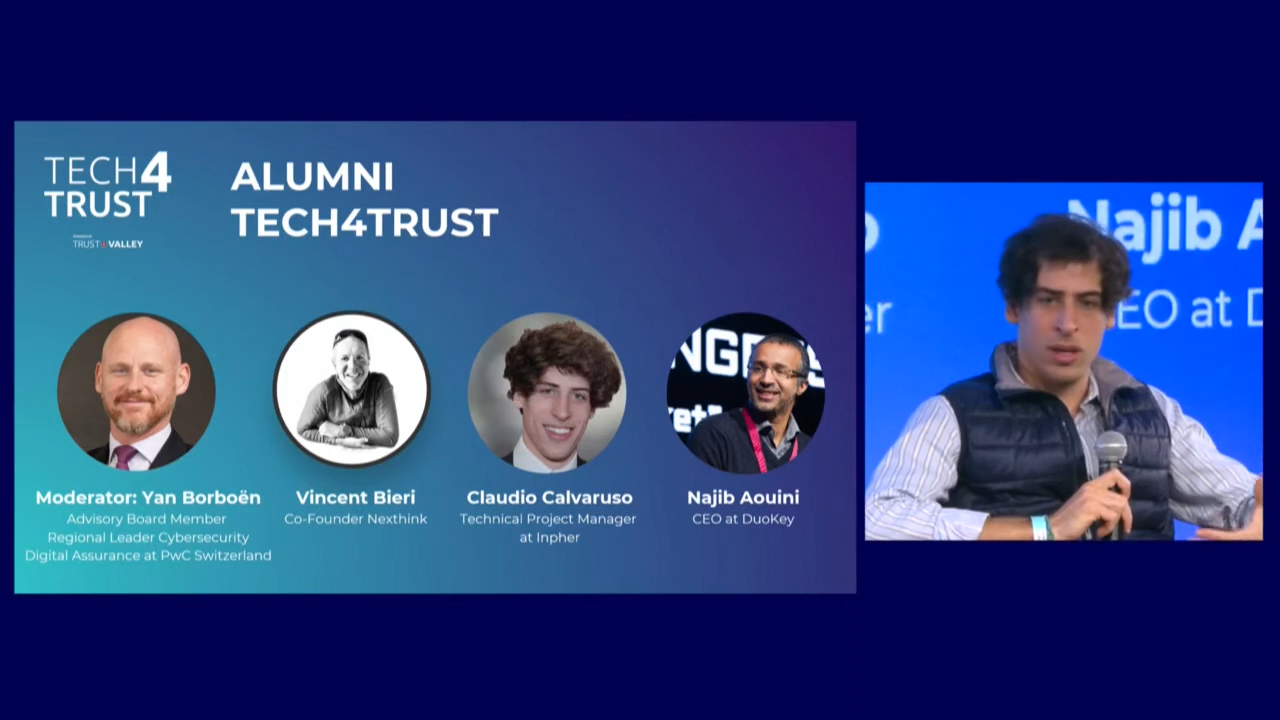 TECH4
TRUST
TRUST VALLEY
ALUMNI
TECH4TRUST
NGRESS
Moderator: Yan Borboën
Advisory Board Member
Regional Leader Cybersecurity
Digital Assurance at PwC Switzerland
Vincent Bieri
Co-Founder Nexthink
Claudio Calvaruso
Technical Project Manager
at Inpher
Najib Aouini
CEO at DuoKey
Najib A
EO at D
er